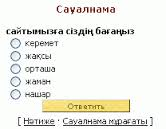 Сауалнама
сайтымызға сіздің бағаңыз
керемет
жақсы
орташа
жаман
нашар
Ответить
[ Нәтиже · Сауалнама мұрағаты ]